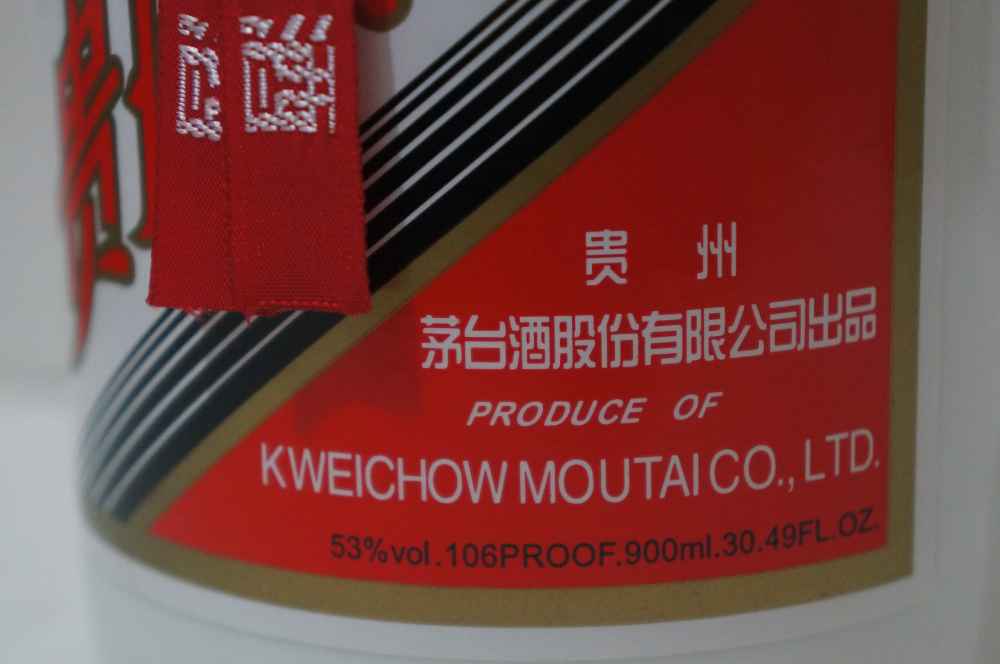 贵 州
茅台酒股份有限公司出品
PRODUCE OF
KWEICHOW MOUTAI CO., LTD.
53%vol.106PROOF.900ml.30.49FL.OZ.